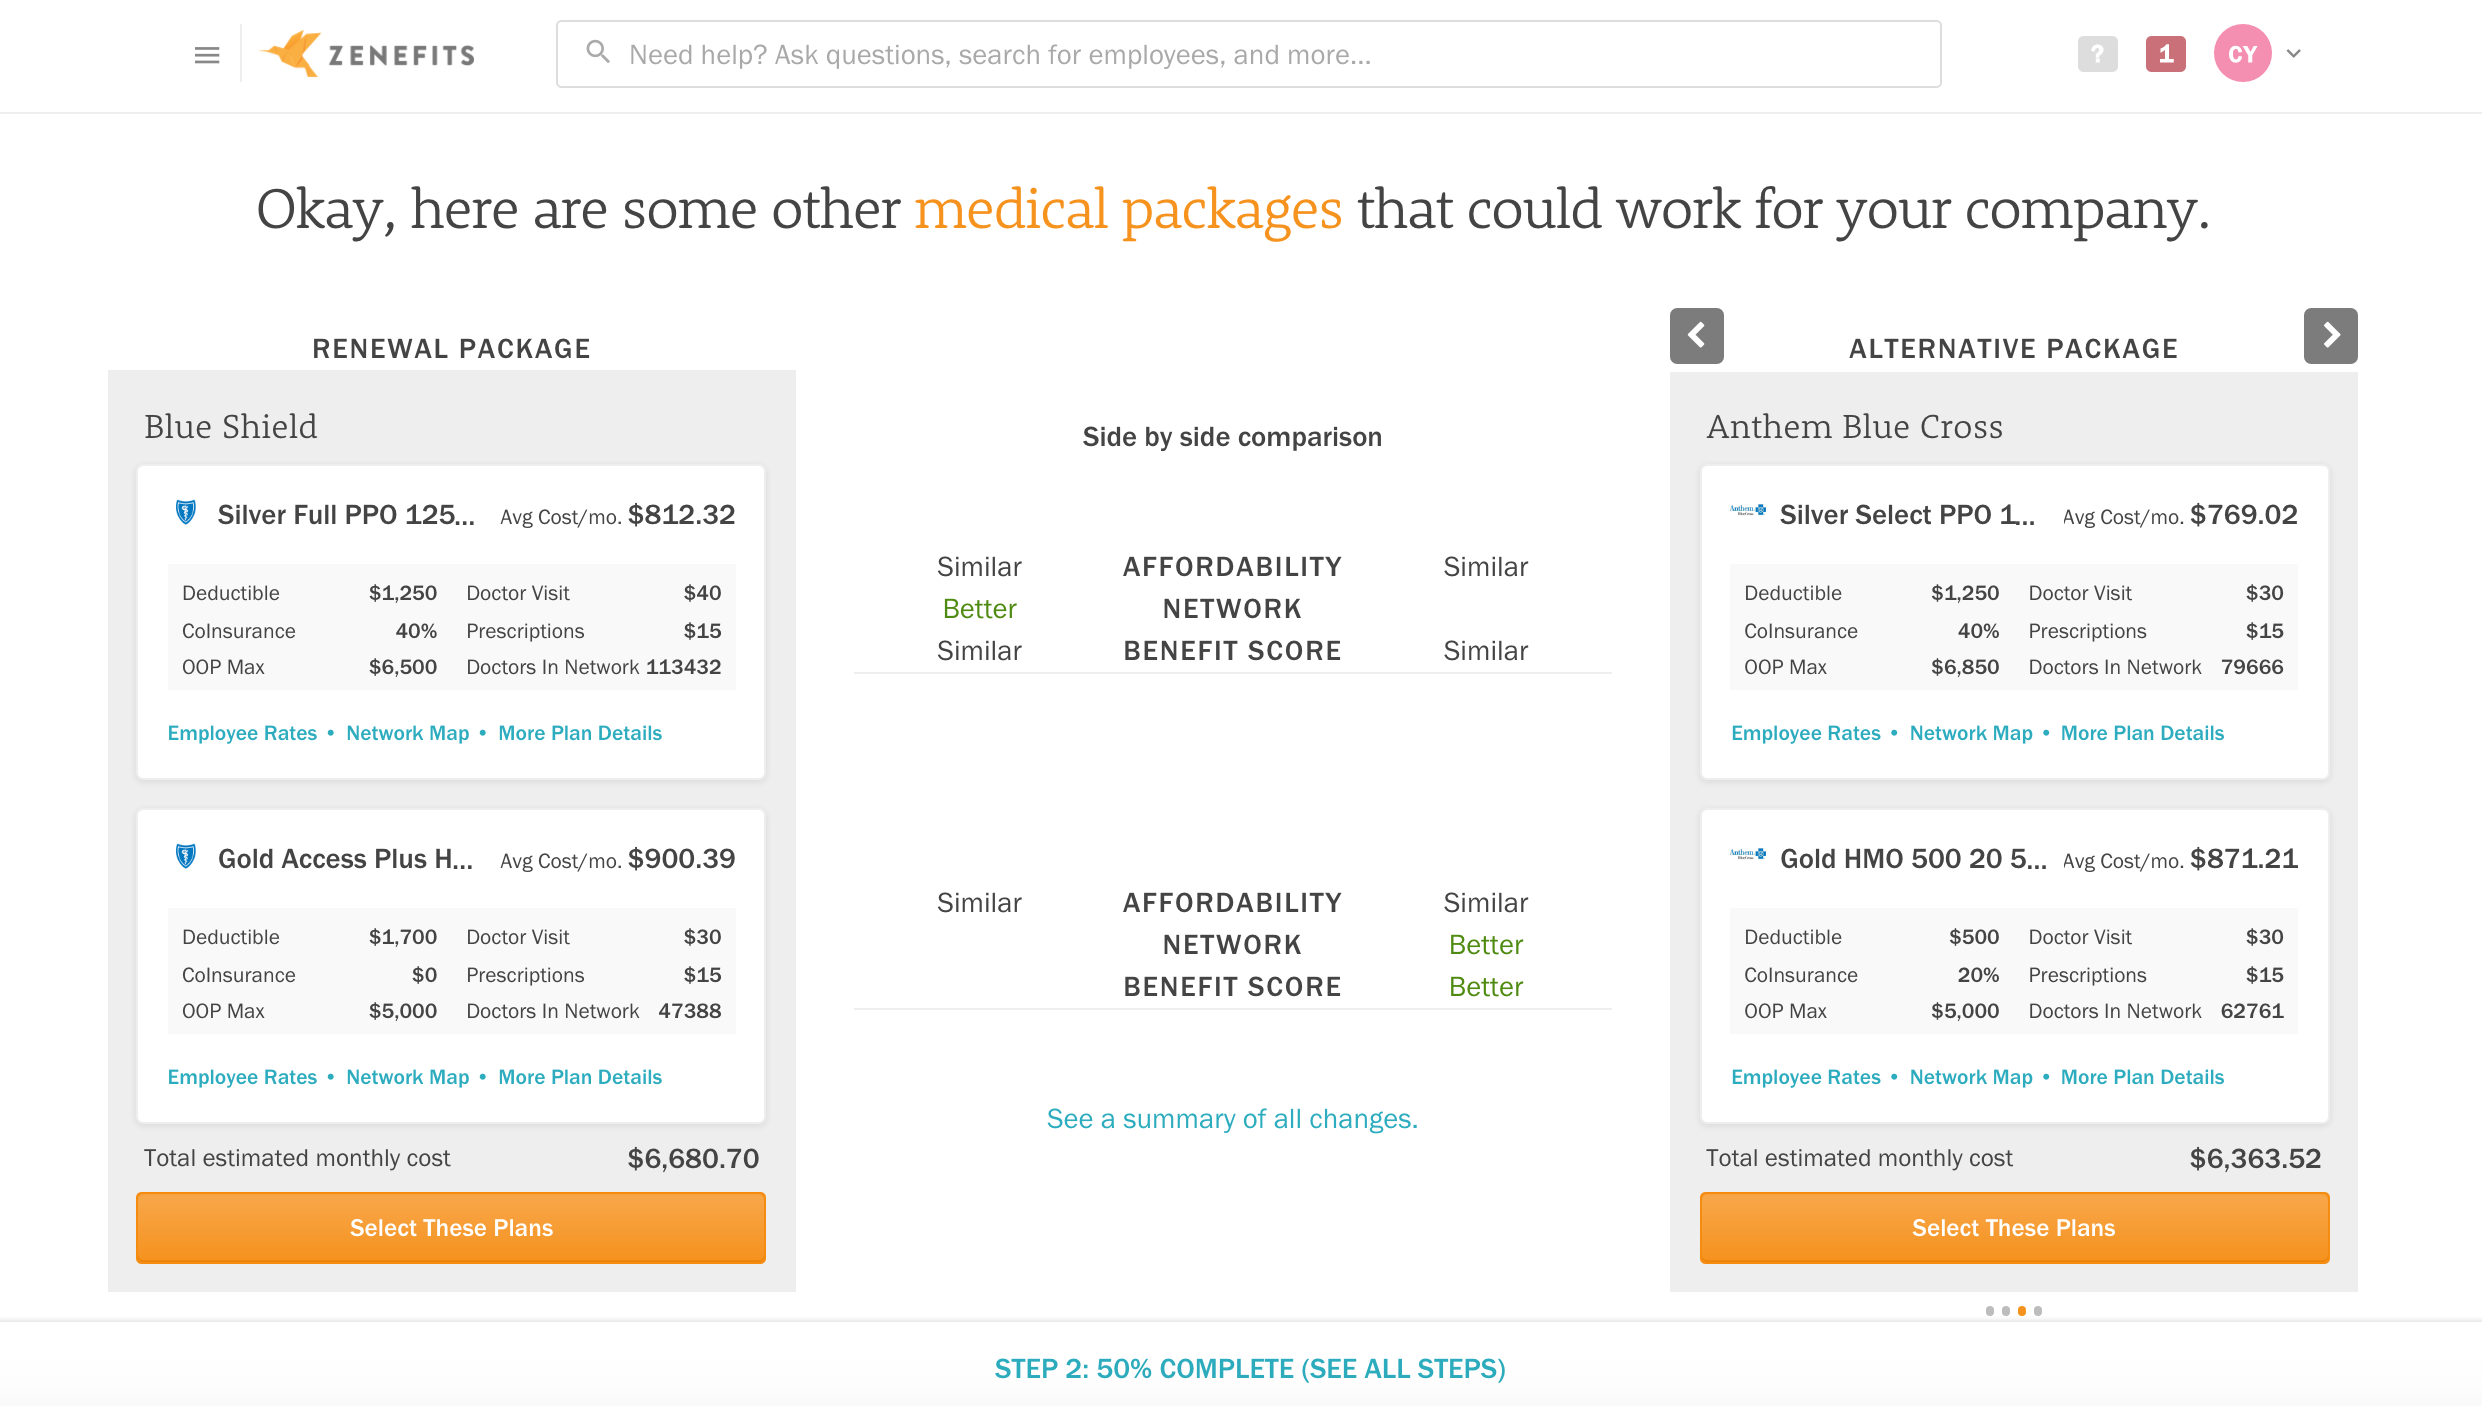 ZENEFITS
Need help? Ask questions, search for employees, and more...
?
1
CY
Okay, here are some other medical packages that could work for your company.
RENEWAL PACKAGE
Blue Shield
Silver Full PPO 125... Avg Cost/mo. $812.32
Deductible $1,250 Doctor Visit $40
CoInsurance 40% Prescriptions $15
OOP Max $6,500 Doctors In Network 113432
Employee Rates • Network Map • More Plan Details
Gold Access Plus H... Avg Cost/mo. $900.39
Deductible $1,700 Doctor Visit $30
CoInsurance $0 Prescriptions $15
OOP Max $5,000 Doctors In Network 47388
Employee Rates • Network Map • More Plan Details
Total estimated monthly cost $6,680.70
Select These Plans
Side by side comparison
Similar AFFORDABILITY Similar
Better NETWORK
Similar BENEFIT SCORE Similar
Similar AFFORDABILITY Similar
NETWORK Better
BENEFIT SCORE Better
See a summary of all changes.
ALTERNATIVE PACKAGE
Anthem Blue Cross
Anthem
Silver Select PPO 1... Avg Cost/mo. $769.02
Deductible $1,250 Doctor Visit $30
CoInsurance 40% Prescriptions $15
OOP Max $6,850 Doctors In Network 79666
Employee Rates • Network Map • More Plan Details
Anthem
Gold HMO 500 20 5... Avg Cost/mo. $871.21
Deductible $500 Doctor Visit $30
CoInsurance 20% Prescriptions $15
OOP Max $5,000 Doctors In Network 62761
Employee Rates • Network Map • More Plan Details
Total estimated monthly cost $6,363.52
Select These Plans
STEP 2: 50% COMPLETE (SEE ALL STEPS)